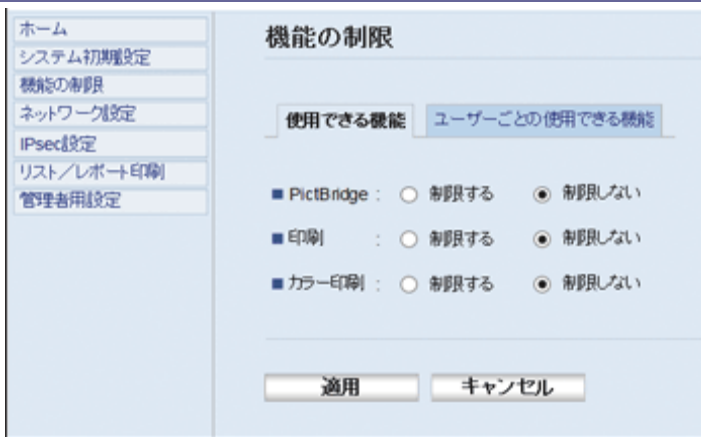 ホーム
システム初期設定
機能の制限
ネットワーク設定
IPsec設定
リスト／レポート印刷
管理者用設定
機能の制限
使用できる機能 ユーザーごとの使用できる機能
PictBridge : 制限する 制限しない
印刷 : 制限する 制限しない
カラー印刷 : 制限する 制限しない
適用 キャンセル